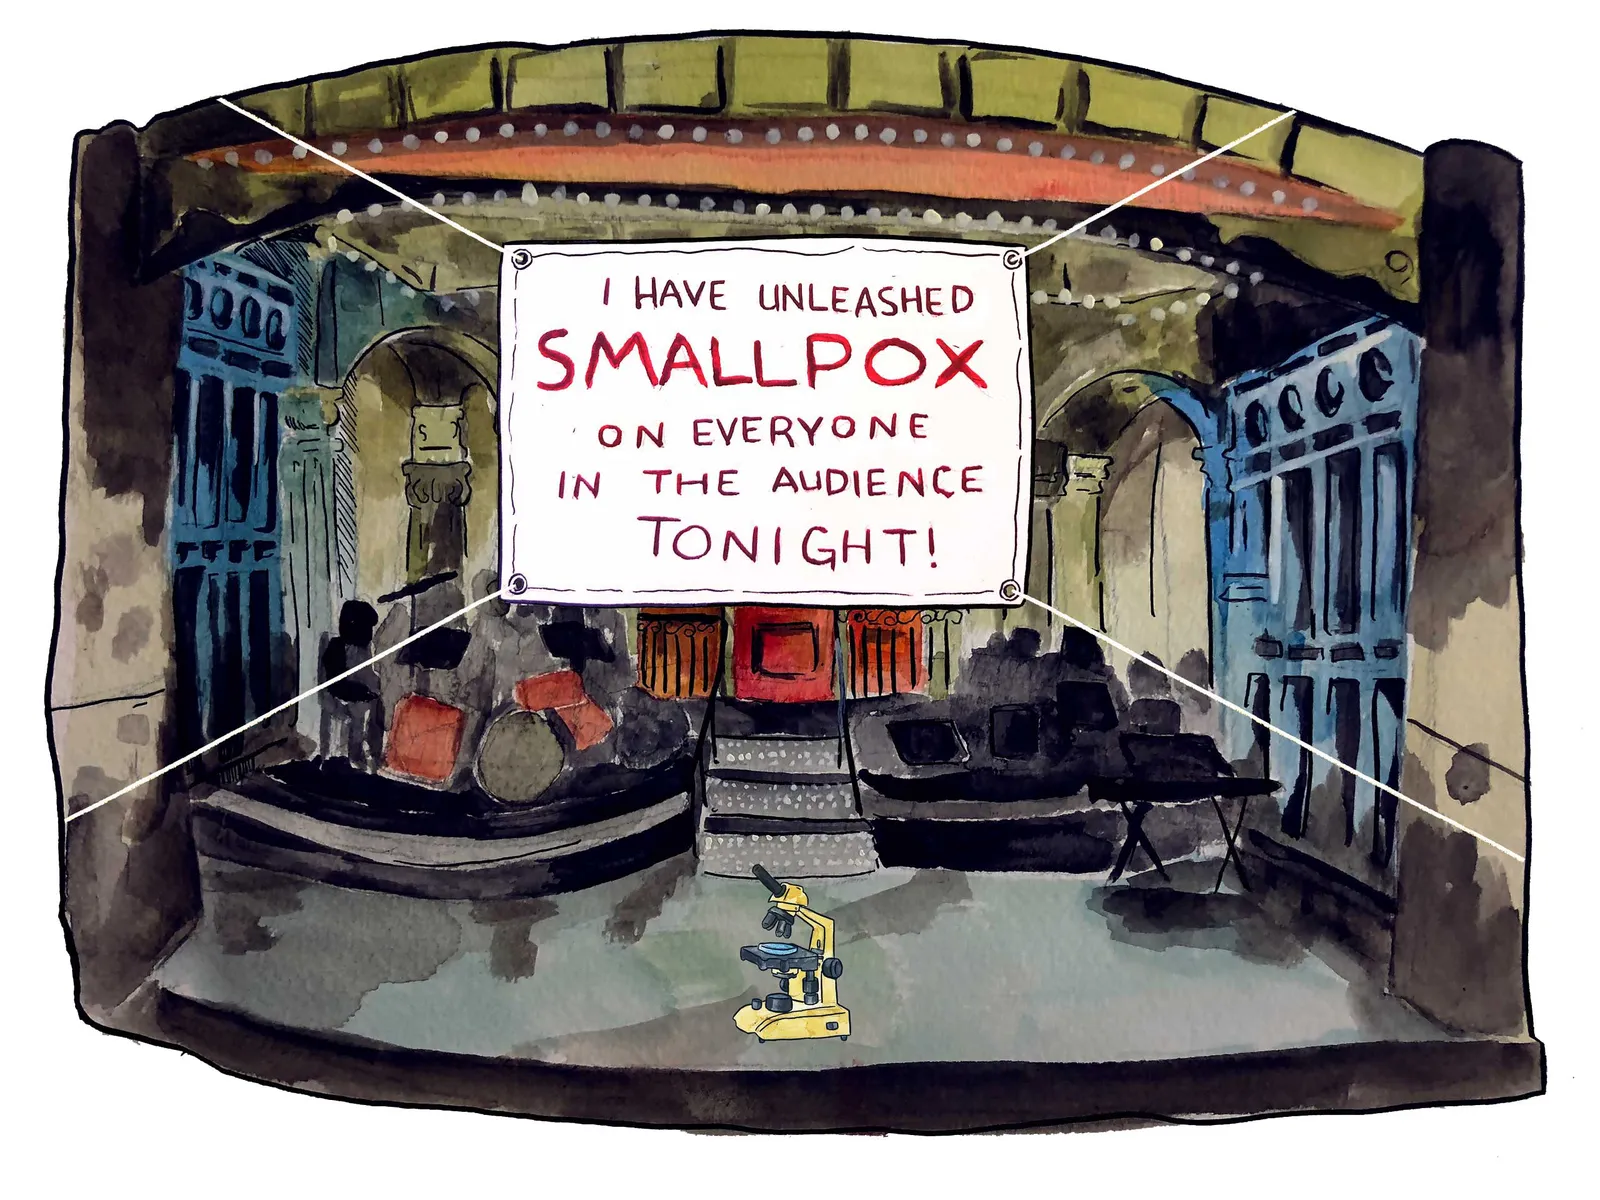 I HAVE UNLEASHED
SMALLPOX
ON EVERYONE
IN THE AUDIENCE
TONIGHT!